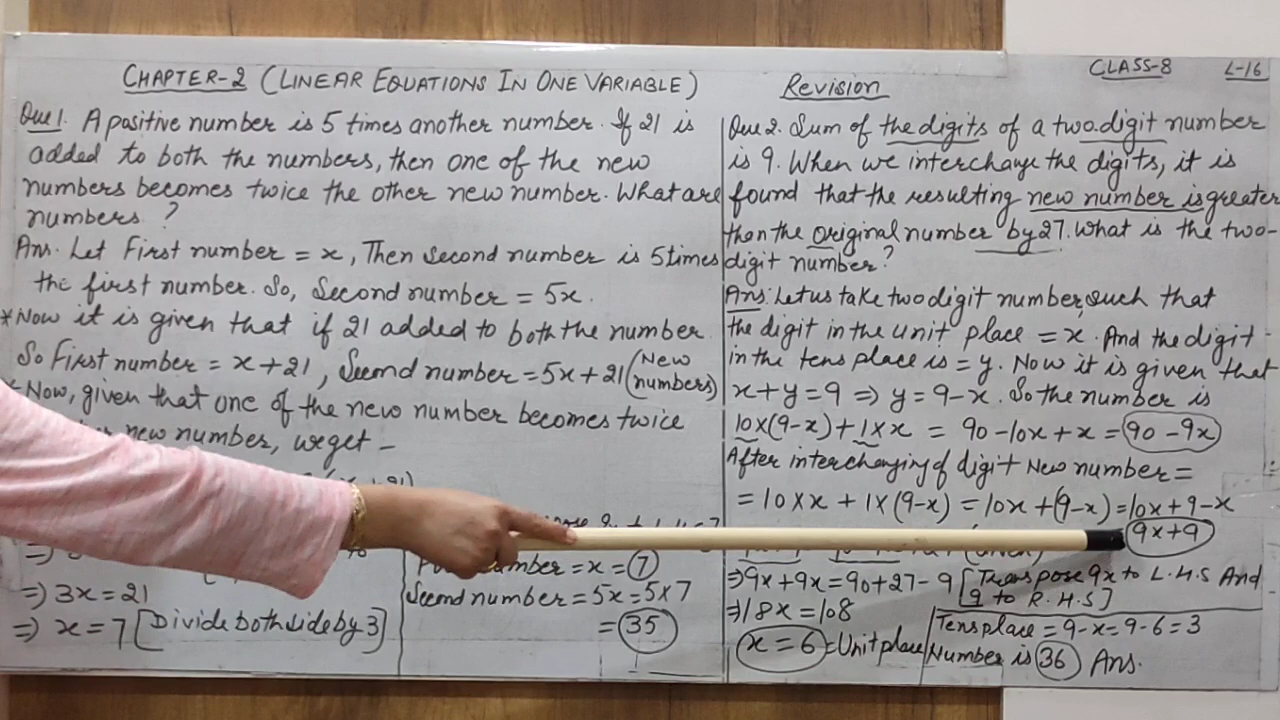 CHAPTER-2 (LINEAR EQUATIONS IN ONE VARIABLE)
Revision
CLASS-8 L-16
Que 1. A positive number is 5 times another number. If 21 is
added to both the numbers, then one of the new
numbers becomes twice the other new number. What are
numbers ?
Ans. Let First number = x, Then Second number is 5 times
the first number. So, Second number = 5x.
*Now it is given that if 21 added to both the number
So First number = x+21, Second number = 5x+21 (New numbers)
Now, given that one of the new number becomes twice
new number, we get -
⇒ 3x = 21
⇒ x = 7 [Divide both side by 3]
number = x = 7
Second number = 5x = 5x7
= 35
Que 2. Sum of the digits of a two digit number
is 9. When we interchange the digits, it is
found that the resulting new number is greater
than the original number by 27. What is the two-
digit number?
Ans: Let us take two digit number, such that
the digit in the unit place = x. And the digit
in the tens place is = y. Now it is given that
x+y=9 ⇒ y=9-x. So the number is
10x(9-x)+1xx = 90-10x+x = 90-9x
After interchanging of digit New number =
= 10xx + 1x(9-x) = 10x+(9-x) = 10x+9-x
9x+9
⇒ 9x+9x=90+27-9 [Transpose 9x to L.H.S And
9 to R.H.S]
⇒ 18x=108
x=6 = Unit place
Tens place = 9-x=9-6=3
Number is 36 Ans.